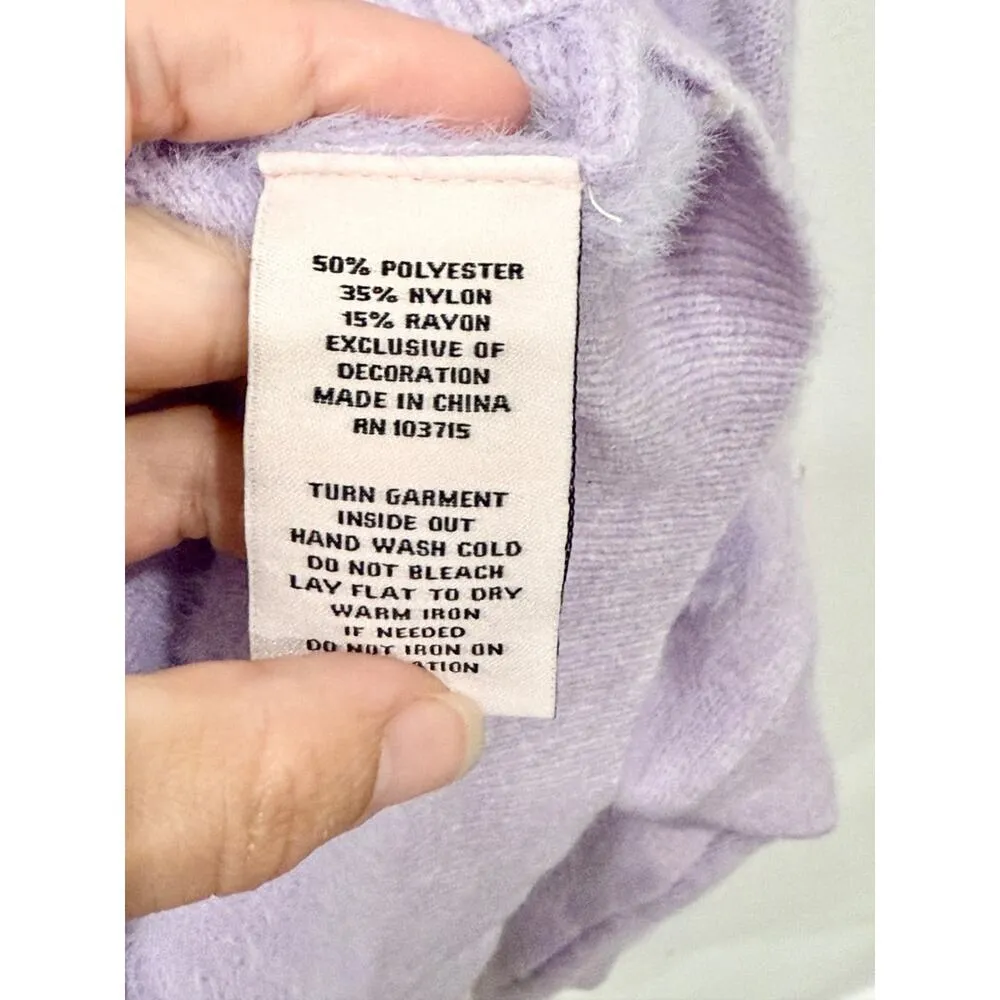 50% POLYESTER
35% NYLON
15% RAYON
EXCLUSIVE OF
DECORATION
MADE IN CHINA
RN 103715
TURN GARMENT
INSIDE OUT
HAND WASH COLD
DO NOT BLEACH
LAY FLAT TO DRY
WARM IRON
IF NEEDED
DO NOT IRON ON